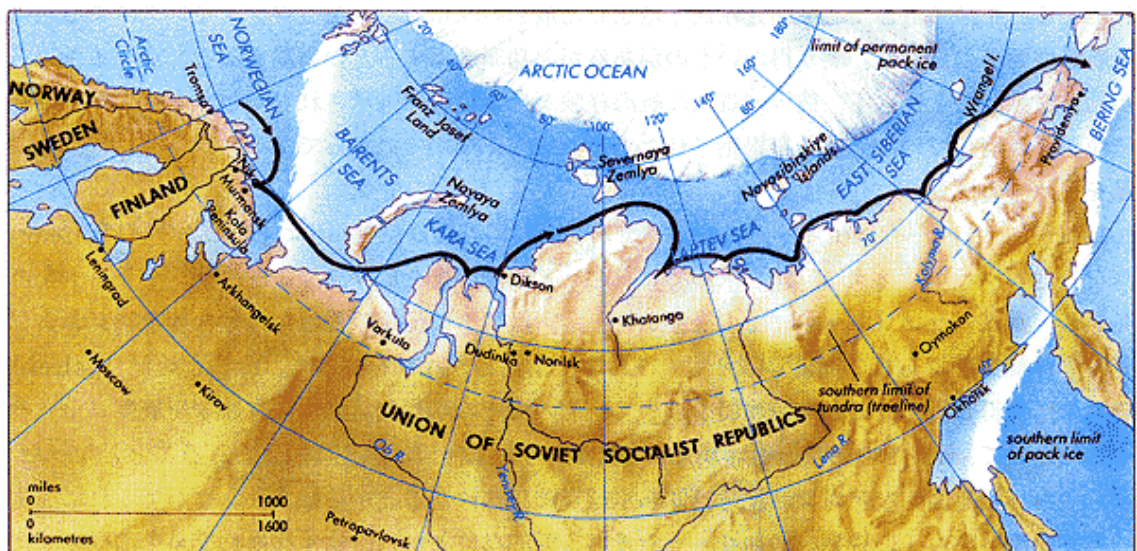 NORWEGIAN
SEA
Arctic
Circle
Tromsø
NORWAY
SWEDEN
FINLAND
Murmansk
Kola
Peninsula
Leningrad
Arkhangelsk
Moscow
Kirov
BARENTS
SEA
Franz Josef
Land
Novaya
Zemlya
KARA SEA
ARCTIC OCEAN
limit of permanent
pack ice
20°
40°
60°
80°
100°
120°
140°
160°
180°
80°
Severnaya
Zemlya
Novosibirskiye
Islands
LAPTEV SEA
EAST SIBERIAN
SEA
Wrangel I.
BERING SEA
Provideniya
Dikson
Khatanga
Vorkuta
Dudinka
Norilsk
70°
Kolyma R.
Oymakon
60°
Okhotsk
southern limit of
tundra (treeline)
southern limit
of pack ice
UNION OF SOVIET SOCIALIST REPUBLICS
Ob R.
Yenisey R.
Lena R.
Petropavlovsk
miles
0 1000
0 1600
kilometres